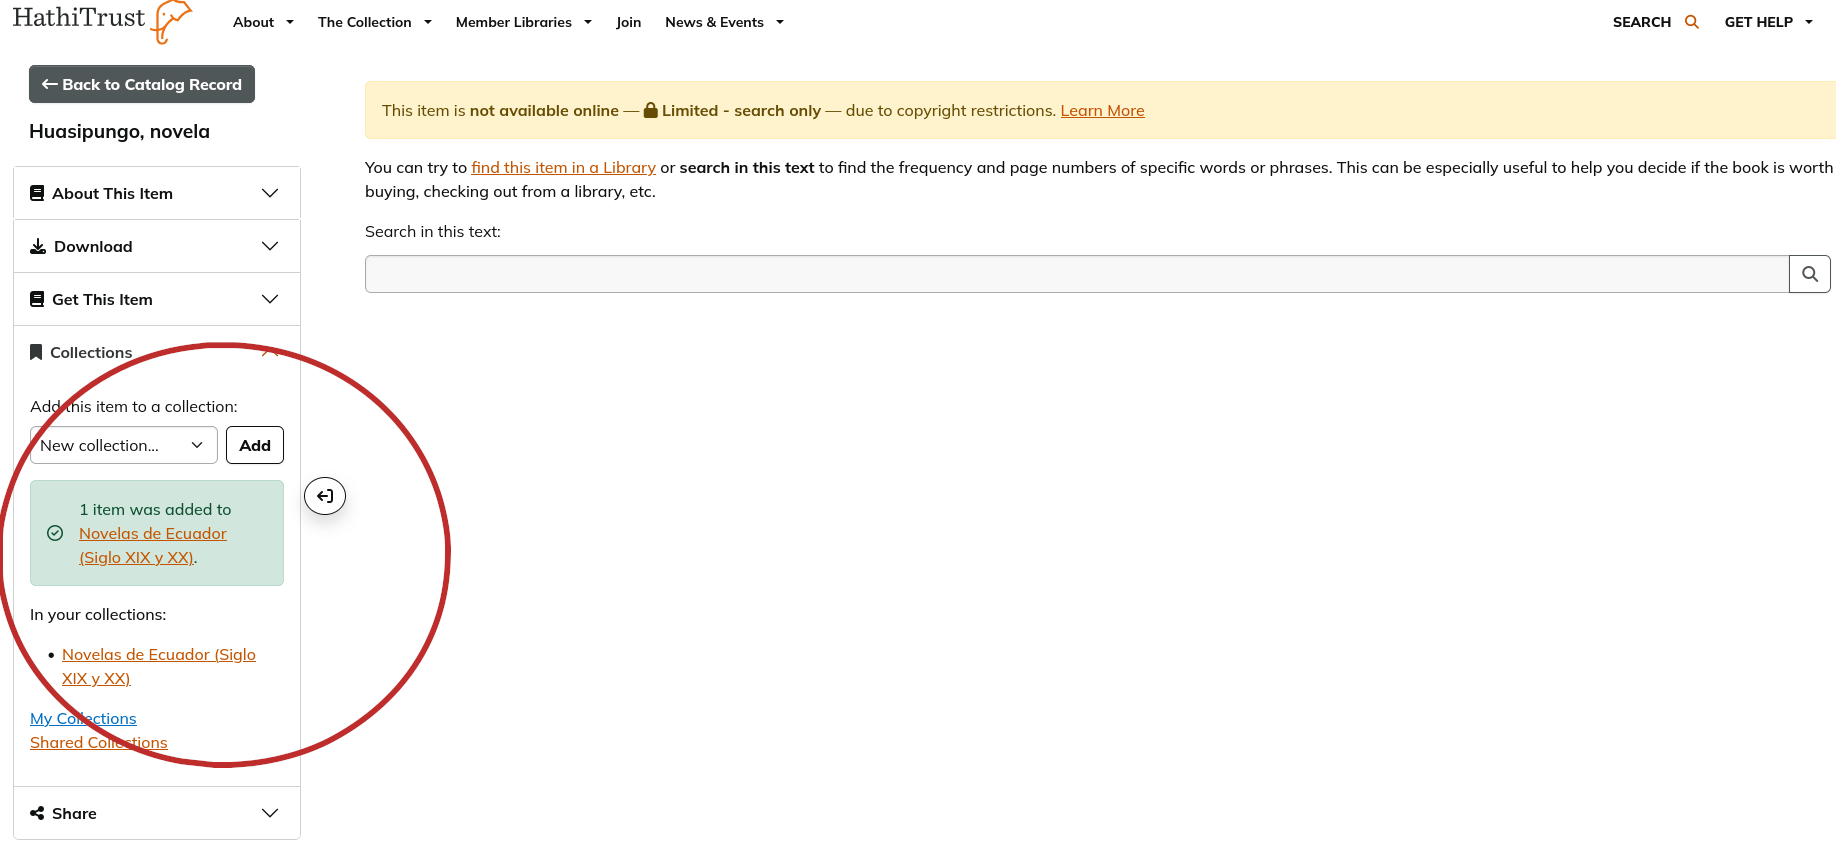 HathiTrust
About
The Collection
Member Libraries
Join
News & Events
SEARCH
GET HELP
Back to Catalog Record
Huasipungo, novela
About This Item
Download
Get This Item
Collections
Add this item to a collection:
New collection...
Add
1 item was added to
Novelas de Ecuador
(Siglo XIX y XX).
In your collections:
• Novelas de Ecuador (Siglo
XIX y XX)
My Collections
Shared Collections
Share
This item is not available online — Limited - search only — due to copyright restrictions. Learn More
You can try to find this item in a Library or search in this text to find the frequency and page numbers of specific words or phrases. This can be especially useful to help you decide if the book is worth
buying, checking out from a library, etc.
Search in this text: